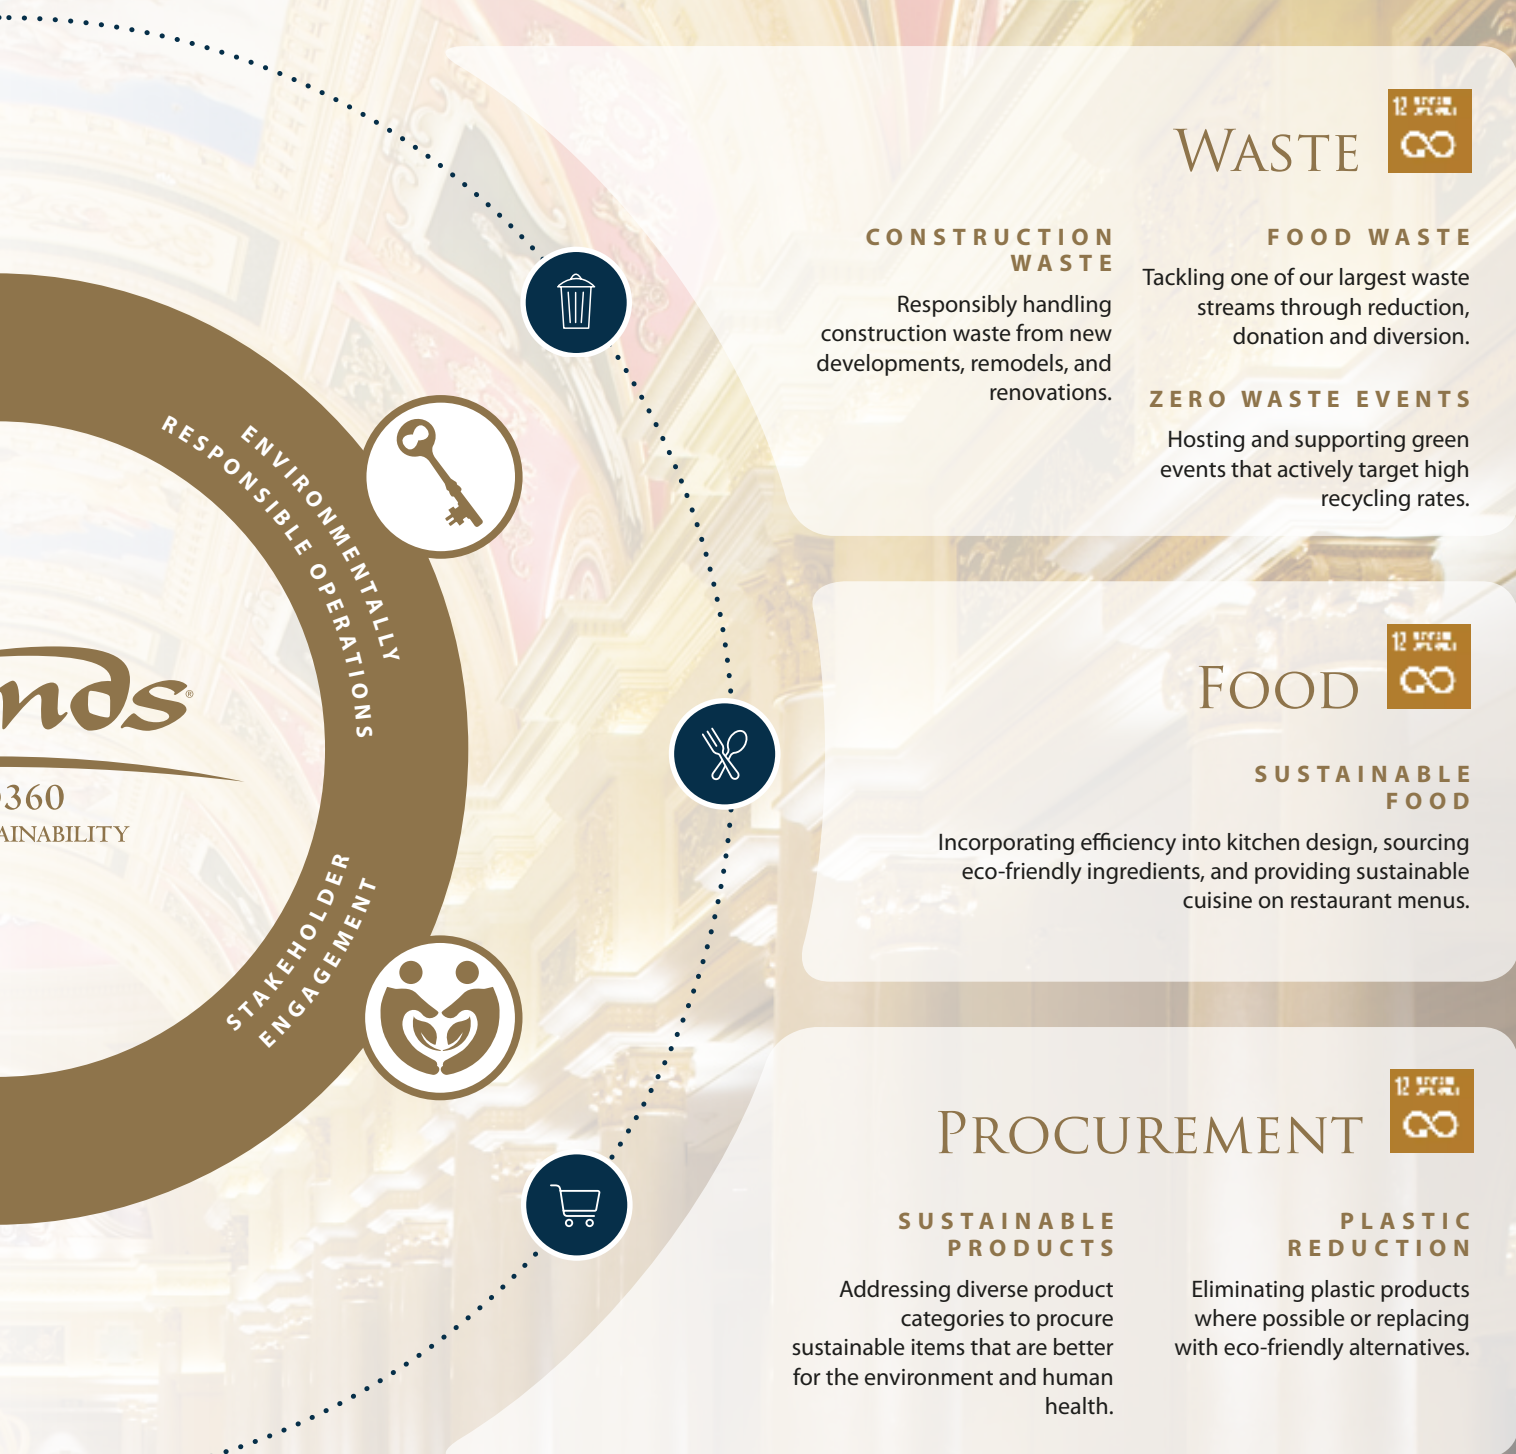 WASTE
12
CONSTRUCTION
WASTE
Responsibly handling
construction waste from new
developments, remodels, and
renovations.
FOOD WASTE
Tackling one of our largest waste
streams through reduction,
donation and diversion.
ZERO WASTE EVENTS
Hosting and supporting green
events that actively target high
recycling rates.
ENVIRONMENTALLY
RESPONSIBLE OPERATIONS
nds®
360
AINABILITY
STAKEHOLDER
ENGAGEMENT
FOOD
12
SUSTAINABLE
FOOD
Incorporating efficiency into kitchen design, sourcing
eco-friendly ingredients, and providing sustainable
cuisine on restaurant menus.
PROCUREMENT
12
SUSTAINABLE
PRODUCTS
Addressing diverse product
categories to procure
sustainable items that are better
for the environment and human
health.
PLASTIC
REDUCTION
Eliminating plastic products
where possible or replacing
with eco-friendly alternatives.